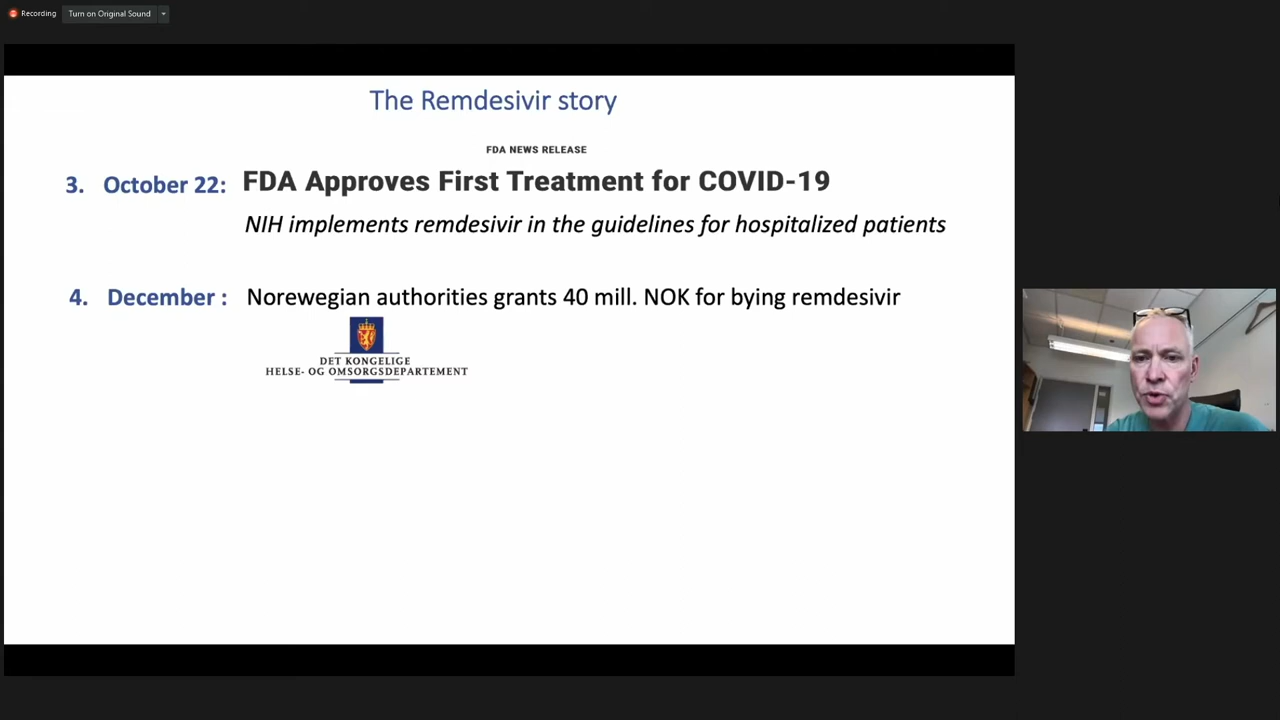 Recording
Turn on Original Sound
The Remdesivir story
FDA NEWS RELEASE
3. October 22: FDA Approves First Treatment for COVID-19
NIH implements remdesivir in the guidelines for hospitalized patients
4. December : Norewegian authorities grants 40 mill. NOK for bying remdesivir
DET KONGELIGE
HELSE- OG OMSORGSDEPARTEMENT